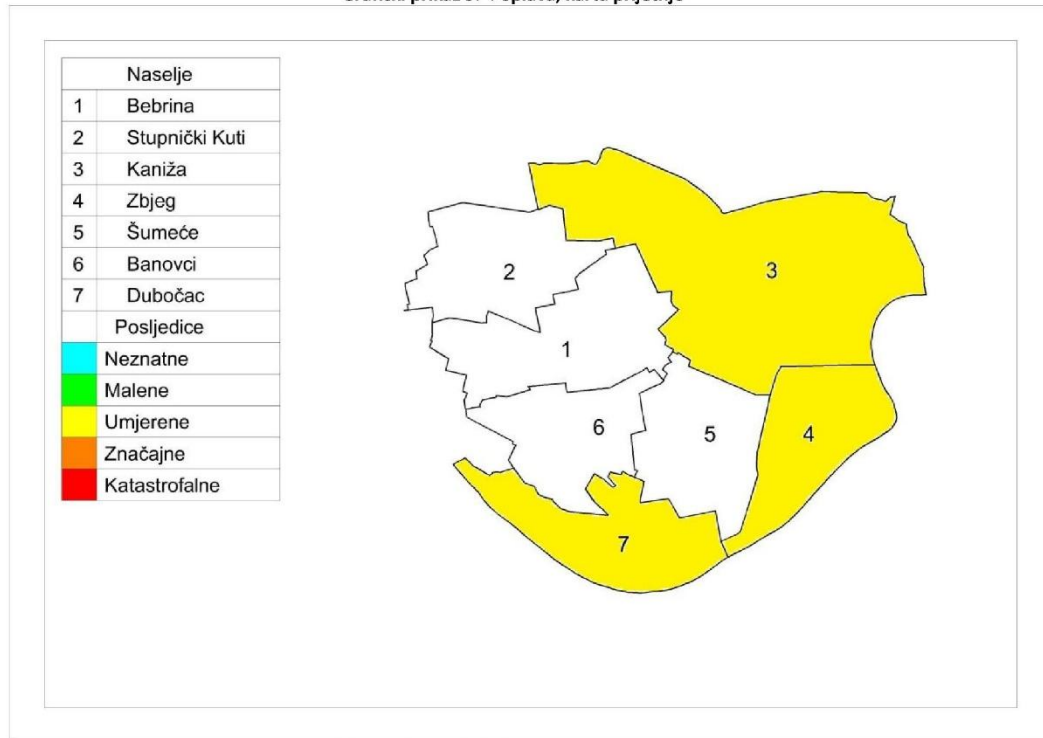 Naselje
1 Bebrina
2 Stupnički Kuti
3 Kaniža
4 Zbjeg
5 Šumeće
6 Banovci
7 Dubočac
Posljedice
Neznatne
Malene
Umjerene
Značajne
Katastrofalne
2
3
1
6
5
4
7